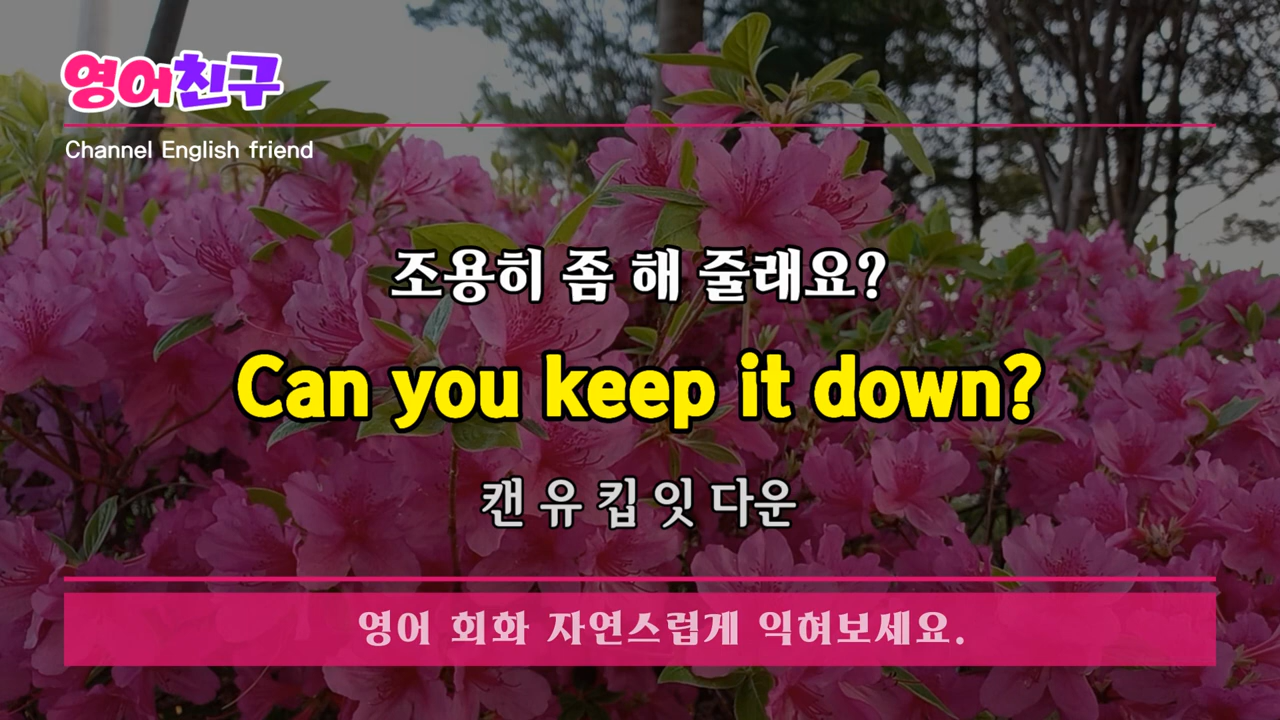 영어친구
Channel English friend
조용히 좀 해 줄래요?
Can you keep it down?
캔 유 킵 잇 다운
영어 회화 자연스럽게 익혀보세요.